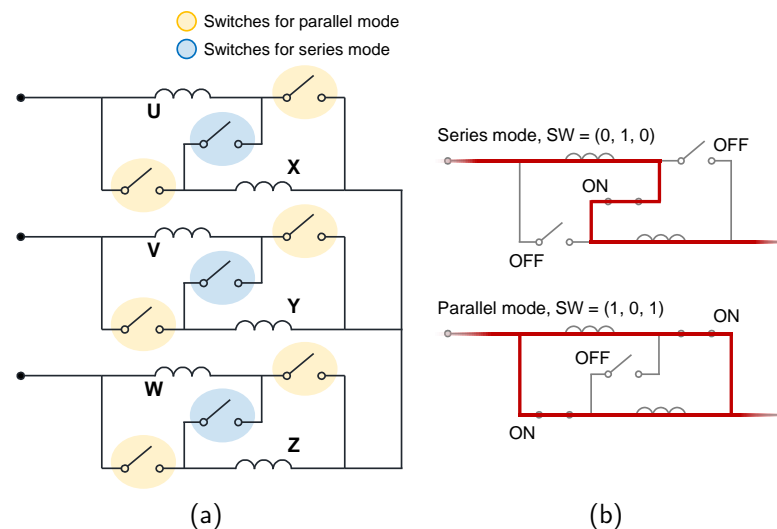 Switches for parallel mode
Switches for series mode
U
X
V
Y
W
Z
(a)
Series mode, SW = (0, 1, 0)
OFF
ON
OFF
Parallel mode, SW = (1, 0, 1)
ON
OFF
ON
(b)